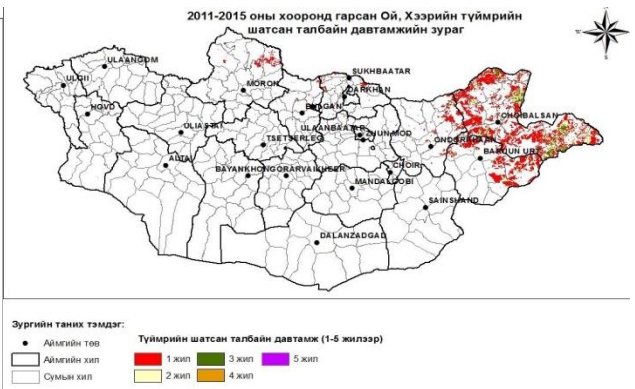 2011-2015 оны хооронд гарсан Ой, Хээрийн түймрийн
шатсан талбайн давтамжийн зураг
ULAANGOM
ULGII
HOVD
MORON
SUKHBAATAR
DARKHAN
BULGAN
ULAANBAATAR
ZHUN MOD
ULIASTAI
TSETSERLEG
ALTAI
BAYANKHONGOR
ARVAIKHEER
CHOIR
MANDALGOBI
ONDORKHAAN
CHOIBALSAN
BARUUN URT
SAINSHAND
DALANZADGAD
Зургийн таних тэмдэг:
Аймгийн төв
Аймгийн хил
Сумын хил
Түймрийн шатсан талбайн давтамж (1-5 жилээр)
1 жил
3 жил
5 жил
2 жил
4 жил